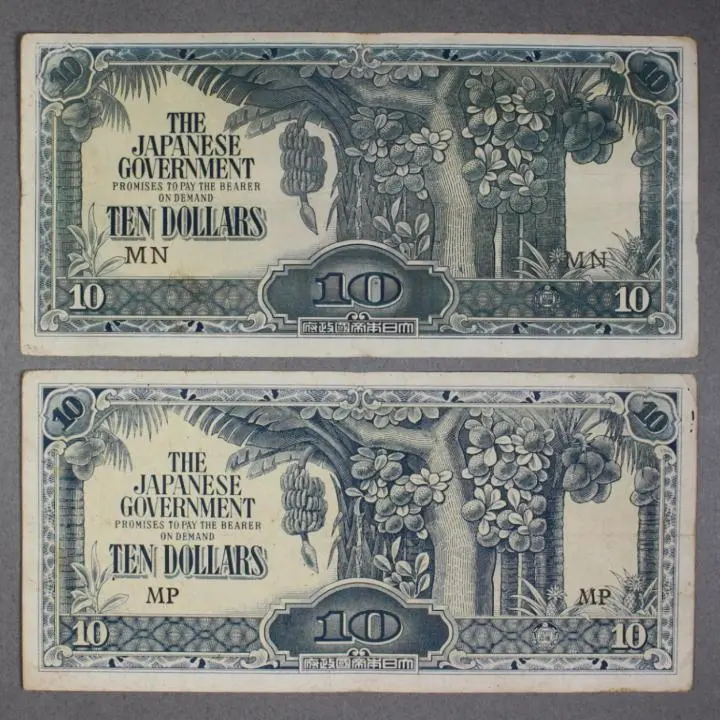 10 10
THE
JAPANESE
GOVERNMENT
PROMISES TO PAY THE BEARER
ON DEMAND
TEN DOLLARS
MN MN
10 10 10
府政國帝本日大
10 10
THE
JAPANESE
GOVERNMENT
PROMISES TO PAY THE BEARER
ON DEMAND
TEN DOLLARS
MP MP
10 10 10
府政國帝本日大